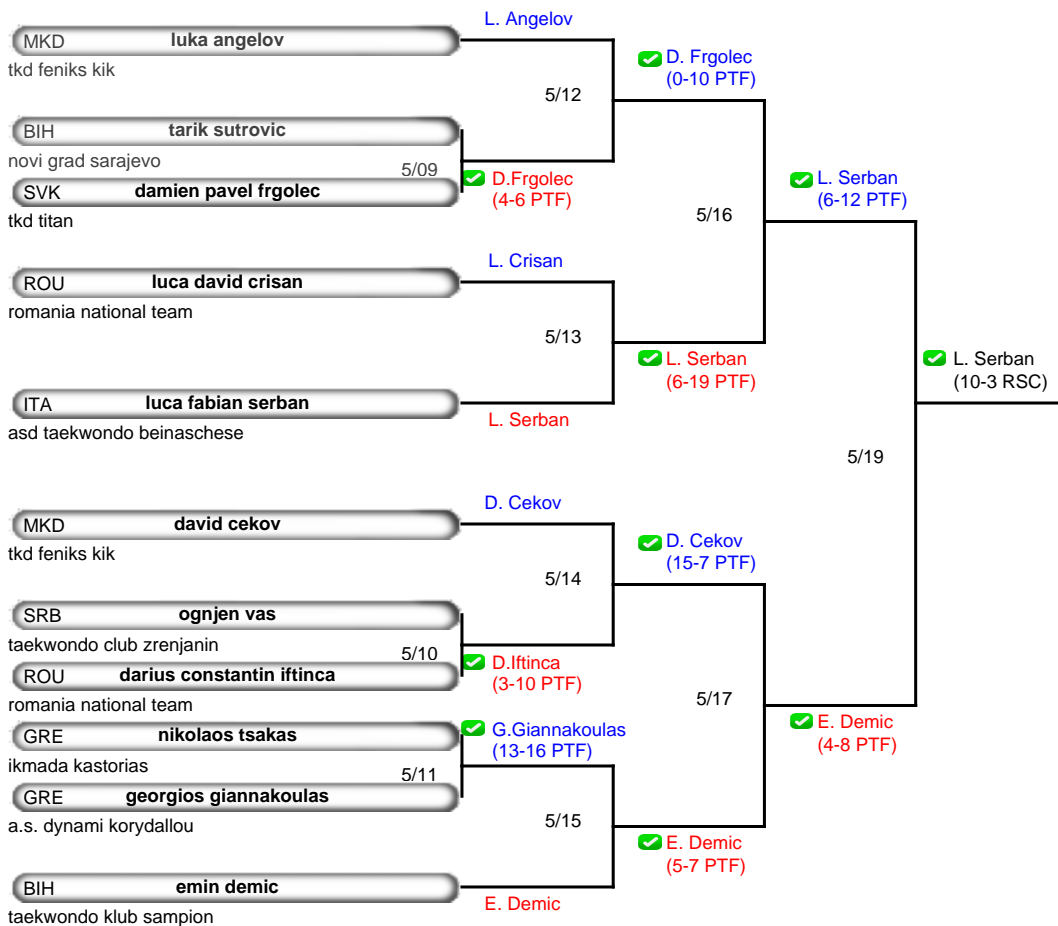 L. Angelov
MKD luka angelov
tkd feniks kik
D. Frgolec
(0-10 PTF)
5/12
BIH tarik sutrovic
novi grad sarajevo
5/09
SVK damien pavel frgolec
tkd titan
D.Frgolec
(4-6 PTF)
L. Serban
(6-12 PTF)
5/16
L. Crisan
ROU luca david crisan
romania national team
5/13
L. Serban
(6-19 PTF)
L. Serban
(10-3 RSC)
ITA luca fabian serban
asd taekwondo beinaschese
L. Serban
5/19
D. Cekov
MKD david cekov
tkd feniks kik
D. Cekov
(15-7 PTF)
5/14
SRB ognjen vas
taekwondo club zrenjanin
5/10
ROU darius constantin iftinca
romania national team
D.Iftinca
(3-10 PTF)
5/17
GRE nikolaos tsakas
ikmada kastorias
G.Giannakoulas
(13-16 PTF)
E. Demic
(4-8 PTF)
5/11
GRE georgios giannakoulas
a.s. dynami korydallou
5/15
E. Demic
(5-7 PTF)
BIH emin demic
taekwondo klub sampion
E. Demic